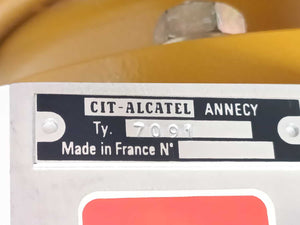 CIT-ALCATEL ANNECY
Ty. 7091
Made in France N°